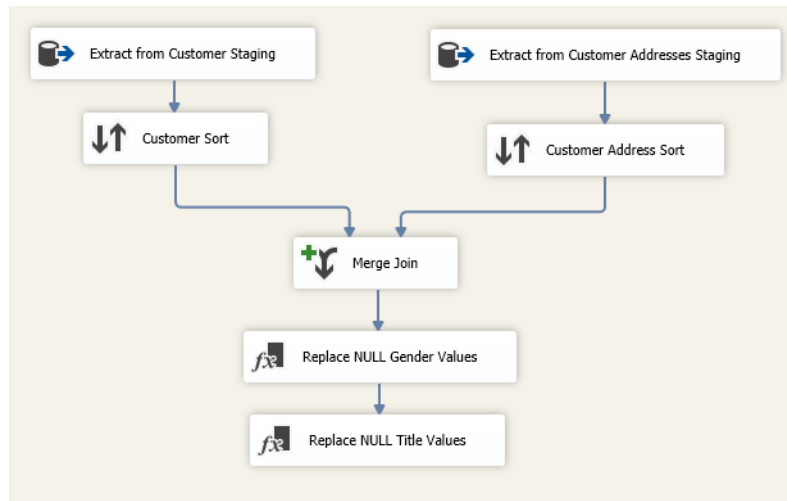 Extract from Customer Staging
Extract from Customer Addresses Staging
Customer Sort
Customer Address Sort
Merge Join
Replace NULL Gender Values
Replace NULL Title Values